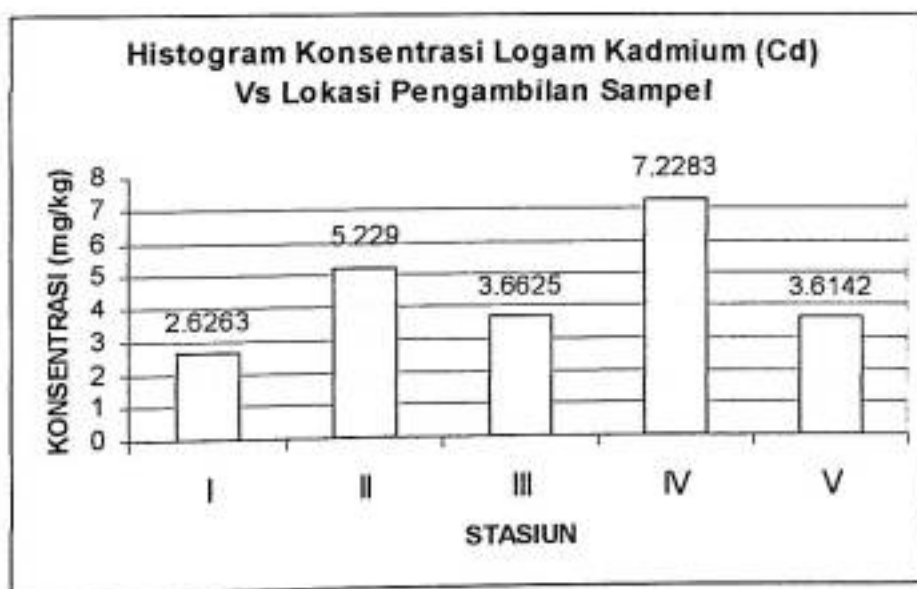 Histogram Konsentrasi Logam Kadmium (Cd)
Vs Lokasi Pengambilan Sampel
KONSENTRASI (mg/kg)
8
7
6
5
4
3
2
1
0
2.6263
5.229
3.6625
7.2283
3.6142
I II III IV V
STASIUN